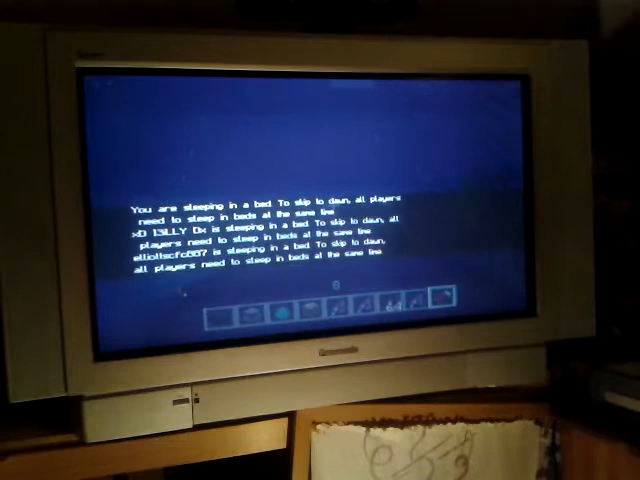 You are sleeping in a bed To skip to dawn, all players
need to sleep in beds at the same time
xD 13LLY Dx is sleeping in a bed To skip to dawn, all
players need to sleep in beds at the same time
elliottscfc007 is sleeping in a bed To skip to dawn,
all players need to sleep in beds at the same time
8
64
Panasonic